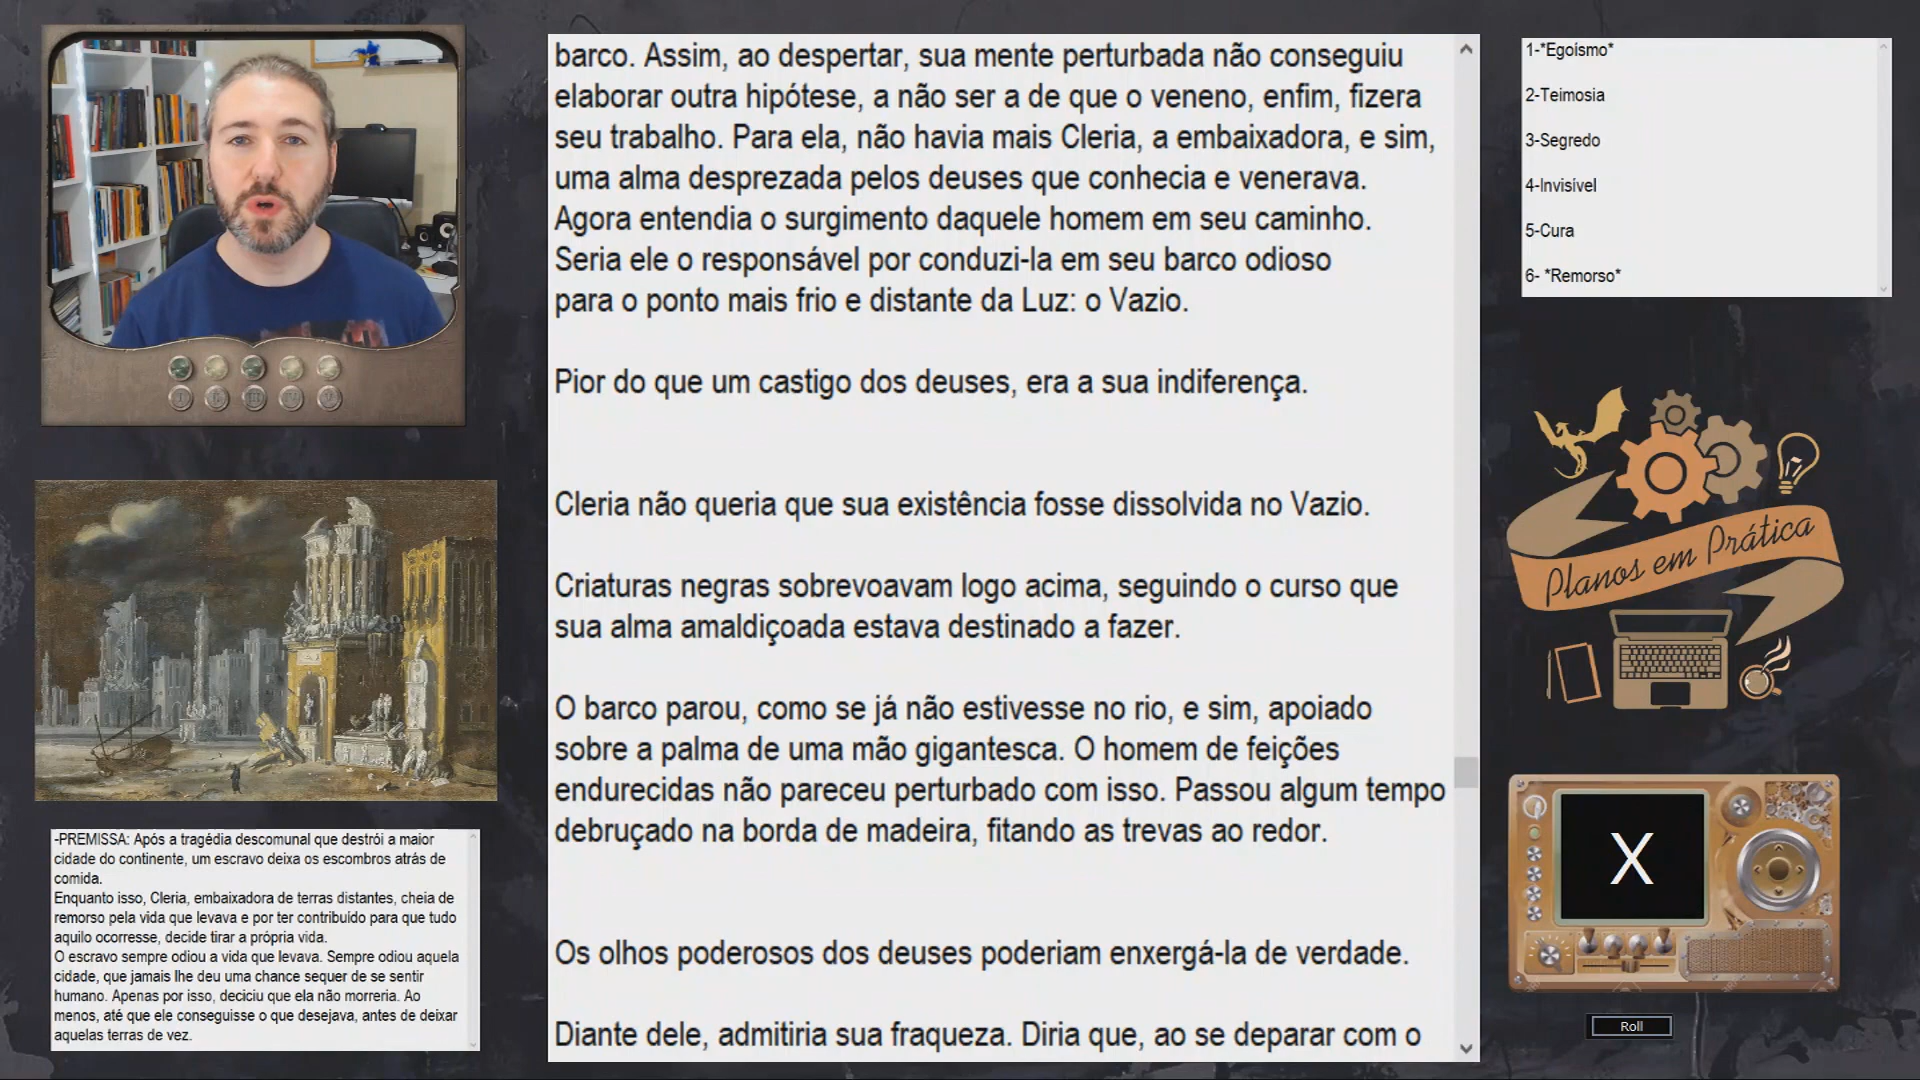 barco. Assim, ao despertar, sua mente perturbada não conseguiu
elaborar outra hipótese, a não ser a de que o veneno, enfim, fizera
seu trabalho. Para ela, não havia mais Cleria, a embaixadora, e sim,
uma alma desprezada pelos deuses que conhecia e venerava.
Agora entendia o surgimento daquele homem em seu caminho.
Seria ele o responsável por conduzi-la em seu barco odioso
para o ponto mais frio e distante da Luz: o Vazio.
Pior do que um castigo dos deuses, era a sua indiferença.
Cleria não queria que sua existência fosse dissolvida no Vazio.
Criaturas negras sobrevoavam logo acima, seguindo o curso que
sua alma amaldiçoada estava destinado a fazer.
O barco parou, como se já não estivesse no rio, e sim, apoiado
sobre a palma de uma mão gigantesca. O homem de feições
endurecidas não pareceu perturbado com isso. Passou algum tempo
debruçado na borda de madeira, fitando as trevas ao redor.
Os olhos poderosos dos deuses poderiam enxergá-la de verdade.
Diante dele, admitiria sua fraqueza. Diria que, ao se deparar com o
1-*Egoísmo*
2-Teimosia
3-Segredo
4-Invisível
5-Cura
6- *Remorso*
Planos em Prática
X
Roll
-PREMISSA: Após a tragédia descomunal que destrói a maior
cidade do continente, um escravo deixa os escombros atrás de
comida.
Enquanto isso, Cleria, embaixadora de terras distantes, cheia de
remorso pela vida que levava e por ter contribuído para que tudo
aquilo ocorresse, decide tirar a própria vida.
O escravo sempre odiou a vida que levava. Sempre odiou aquela
cidade, que jamais lhe deu uma chance sequer de se sentir
humano. Apenas por isso, deciciu que ela não morreria. Ao
menos, até que ele conseguisse o que desejava, antes de deixar
aquelas terras de vez.